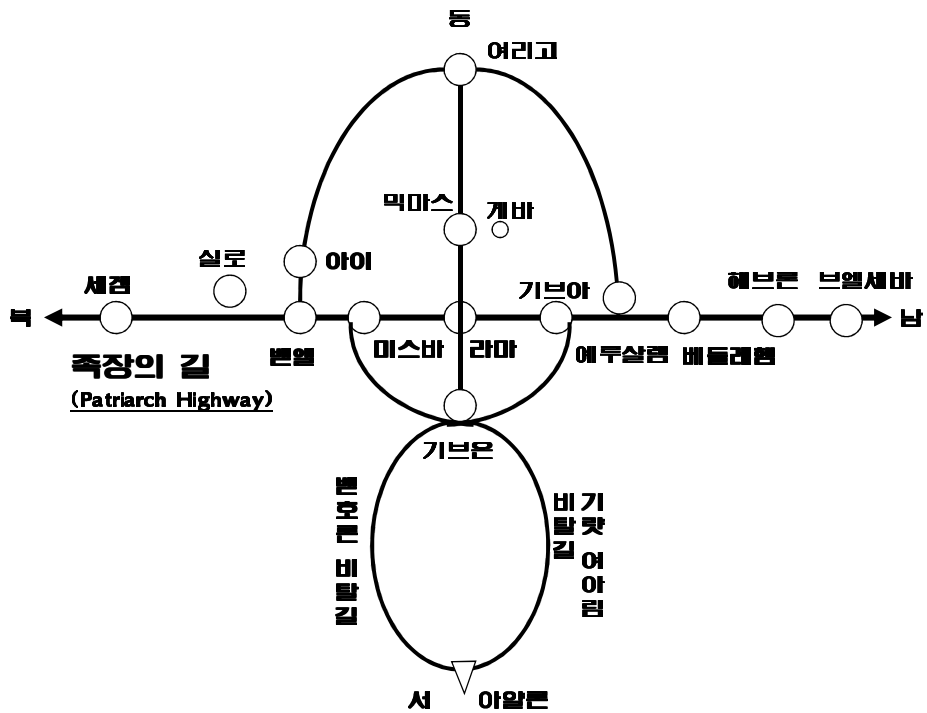 동
여리고
믹마스
게바
실로
아이
세겜
기브아
헤브론
브엘세바
북
남
벧엘
미스바
라마
예루살렘
베들레헴
족장의 길
(Patriarch Highway)
기브온
벧호론 비탈길
비탈길
기럇 여아림
서
아얄론